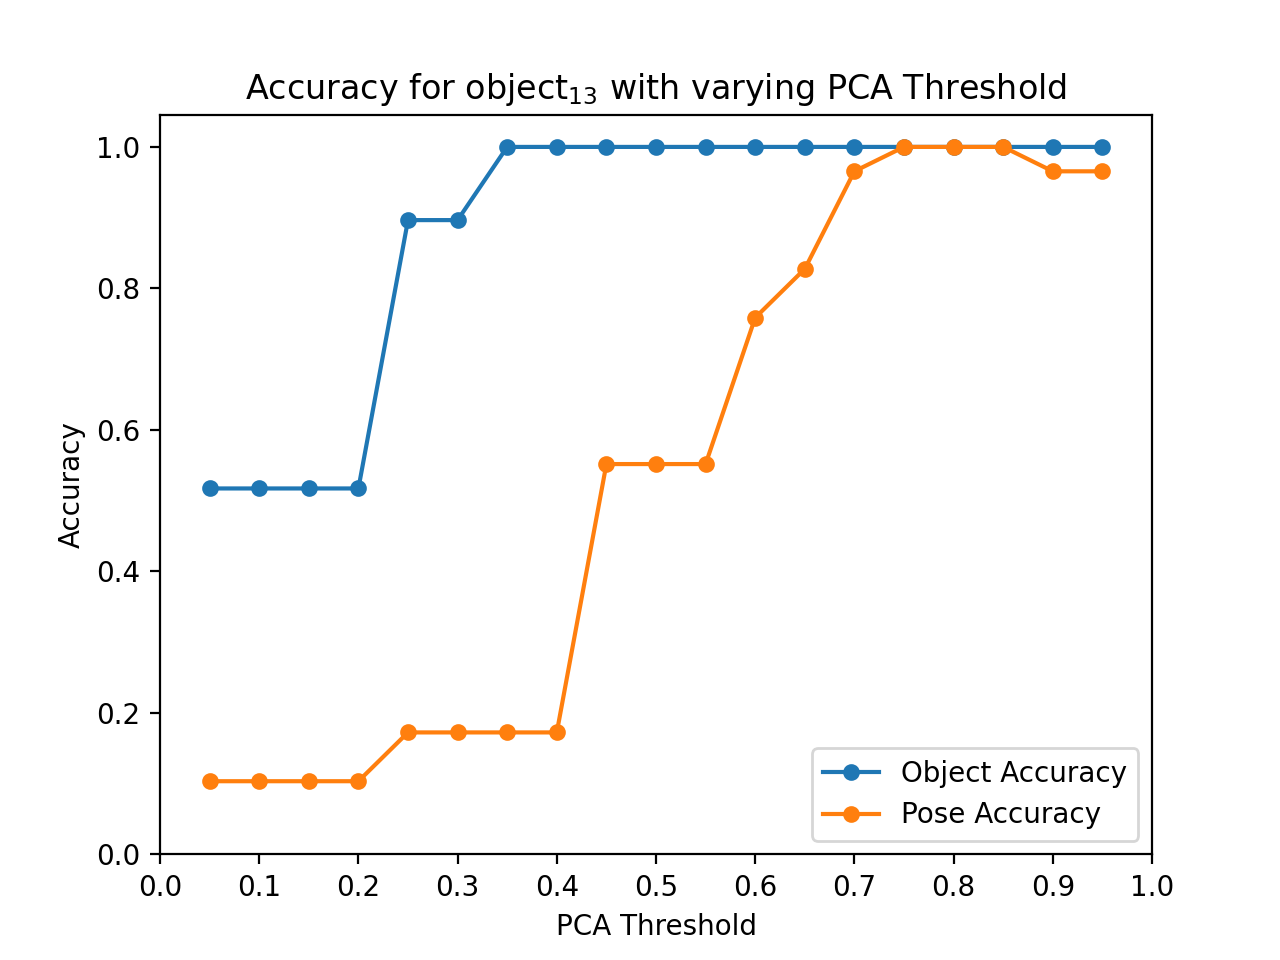 Accuracy for object₁₃ with varying PCA Threshold
1.0
0.8
0.6
0.4
0.2
0.0
Accuracy
Object Accuracy
Pose Accuracy
0.0 0.1 0.2 0.3 0.4 0.5 0.6 0.7 0.8 0.9 1.0
PCA Threshold